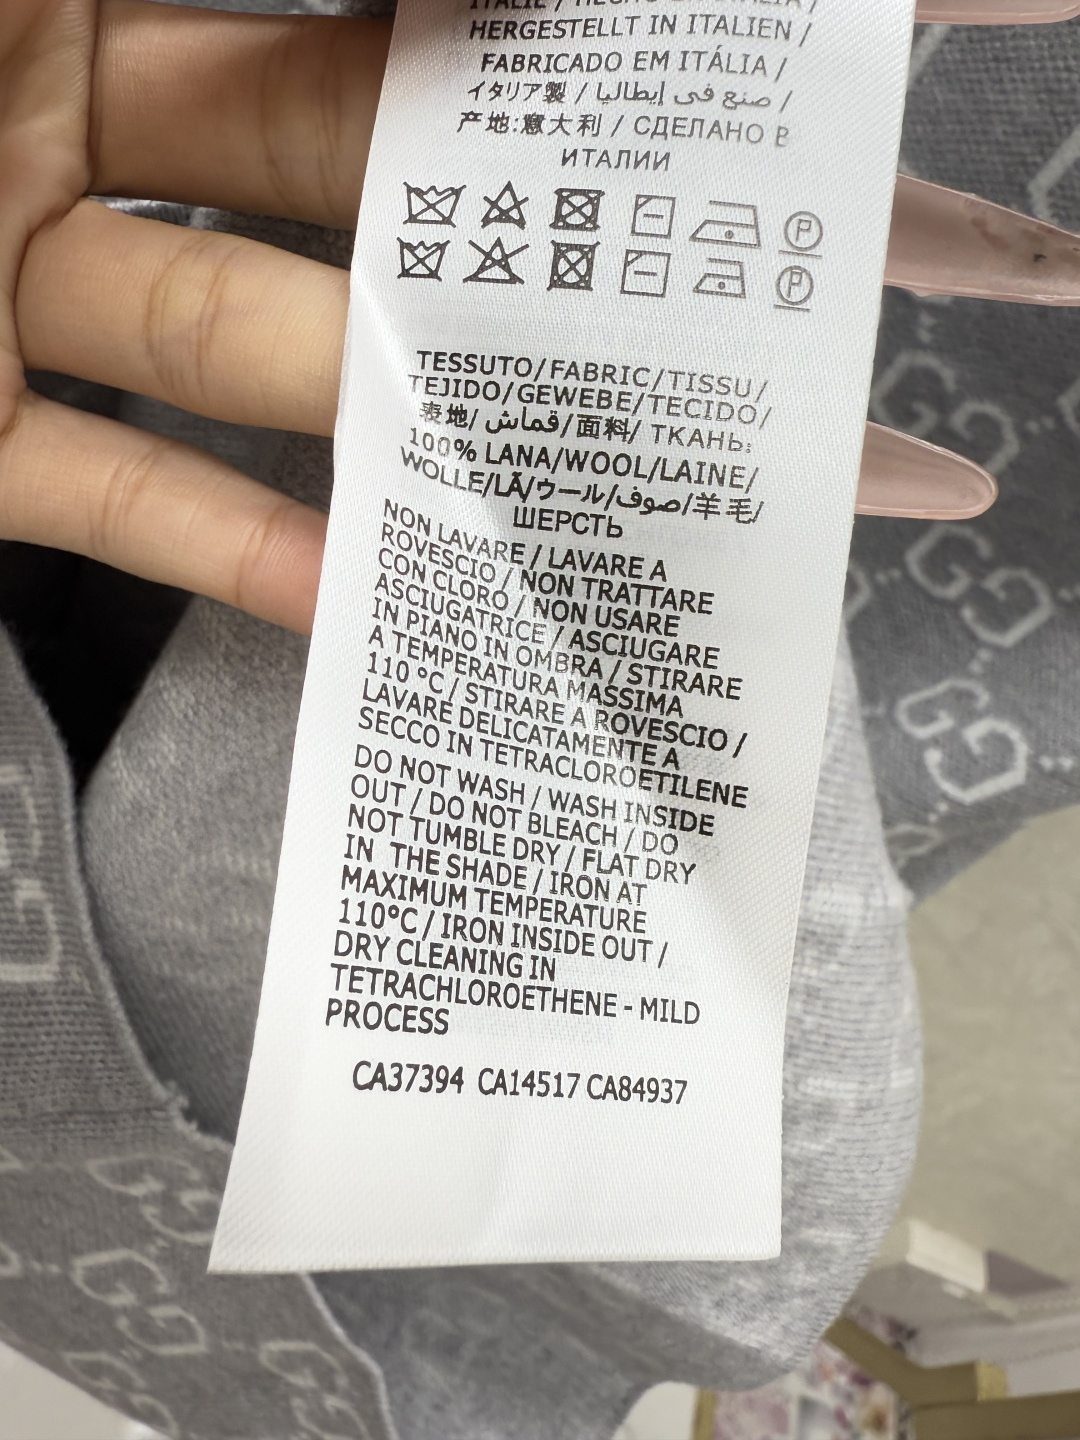 ITALIE / HECHO EN ITALIA /
HERGESTELLT IN ITALIEN /
FABRICADO EM ITÁLIA /
イタリア製 / صنع في إيطاليا /
产地:意大利 / СДЕЛАНО В
ИТАЛИИ
P
P
TESSUTO/FABRIC/TISSU/
TEJIDO/GEWEBE/TECIDO/
表地/ قماش/面料/ ТКАНЬ:
100% LANA/WOOL/LAINE/
WOLLE/LÃ/ウール/صوف/羊毛/
ШЕРСТЬ
NON LAVARE / LAVARE A
ROVESCIO / NON TRATTARE
CON CLORO / NON USARE
ASCIUGATRICE / ASCIUGARE
IN PIANO IN OMBRA / STIRARE
A TEMPERATURA MASSIMA
110 °C / STIRARE A ROVESCIO /
LAVARE DELICATAMENTE A
SECCO IN TETRACLOROETILENE
DO NOT WASH / WASH INSIDE
OUT / DO NOT BLEACH / DO
NOT TUMBLE DRY / FLAT DRY
IN THE SHADE / IRON AT
MAXIMUM TEMPERATURE
110°C / IRON INSIDE OUT /
DRY CLEANING IN
TETRACHLOROETHENE - MILD
PROCESS
CA37394 CA14517 CA84937